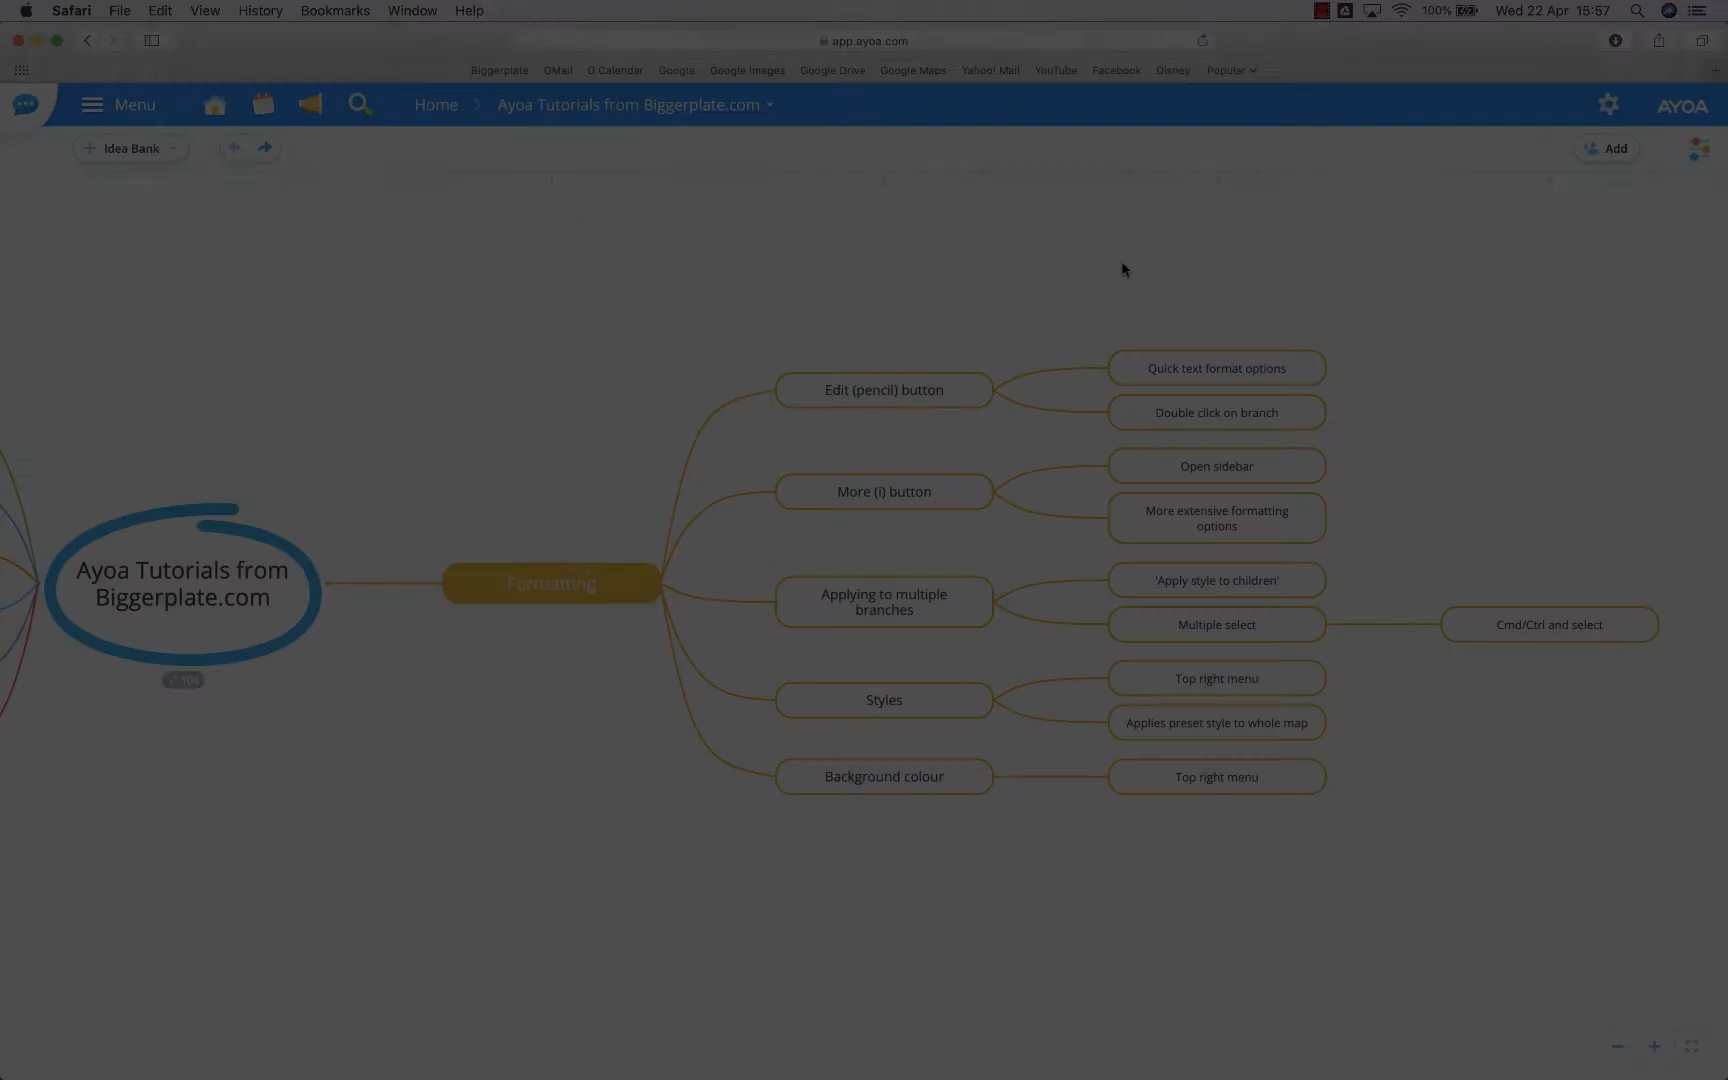 Safari File Edit View History Bookmarks Window Help 100% Wed 22 Apr 15:57
app.ayoa.com
Biggerplate GMail G Calendar Google Google Images Google Drive Google Maps Yahoo! Mail YouTube Facebook Disney Popular
Menu Home Ayoa Tutorials from Biggerplate.com AYOA
Idea Bank Add
Ayoa Tutorials from
Biggerplate.com
104
Formatting
Edit (pencil) button
Quick text format options
Double click on branch
More (i) button
Open sidebar
More extensive formatting
options
Applying to multiple
branches
'Apply style to children'
Multiple select
Cmd/Ctrl and select
Styles
Top right menu
Applies preset style to whole map
Background colour
Top right menu